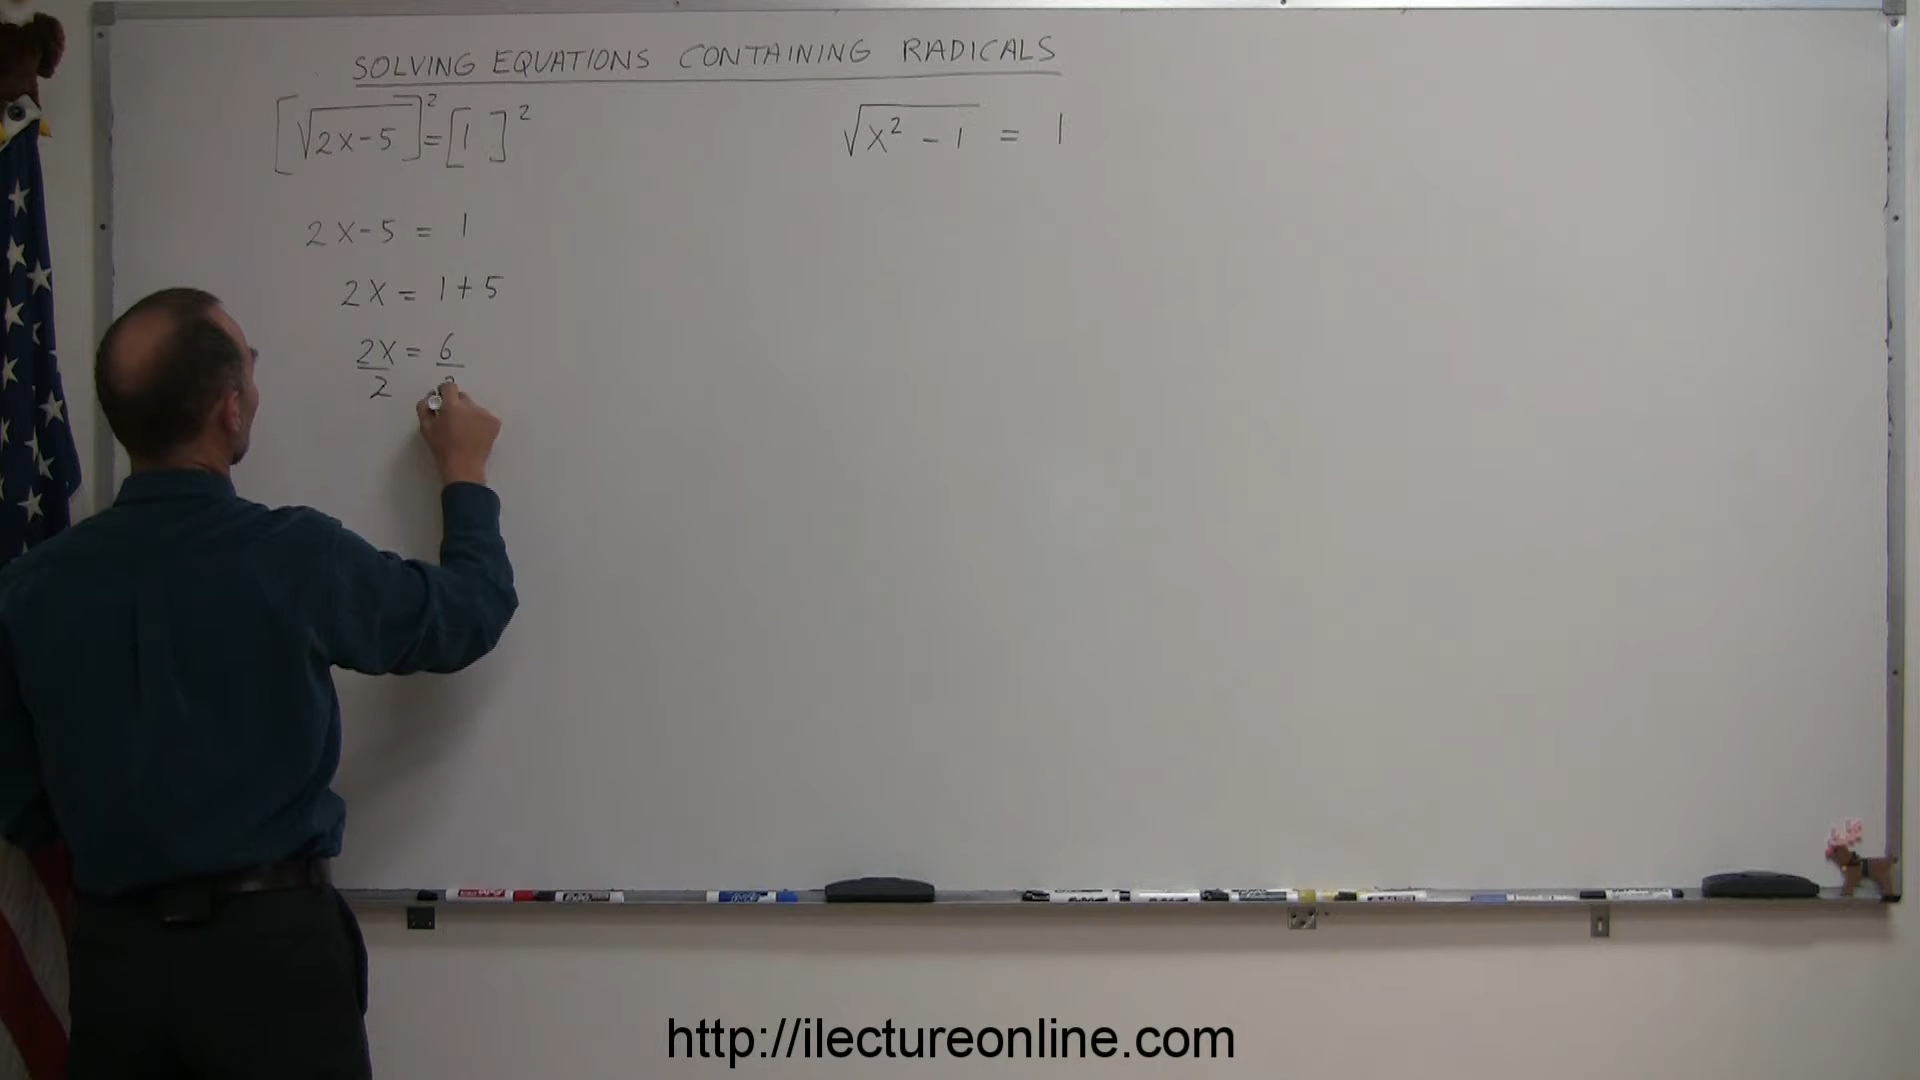 SOLVING EQUATIONS CONTAINING RADICALS
[√2x-5]² = [1]²
2x-5 = 1
2x = 1+5
2x/2 = 6/2
√x² - 1 = 1
http://ilectureonline.com